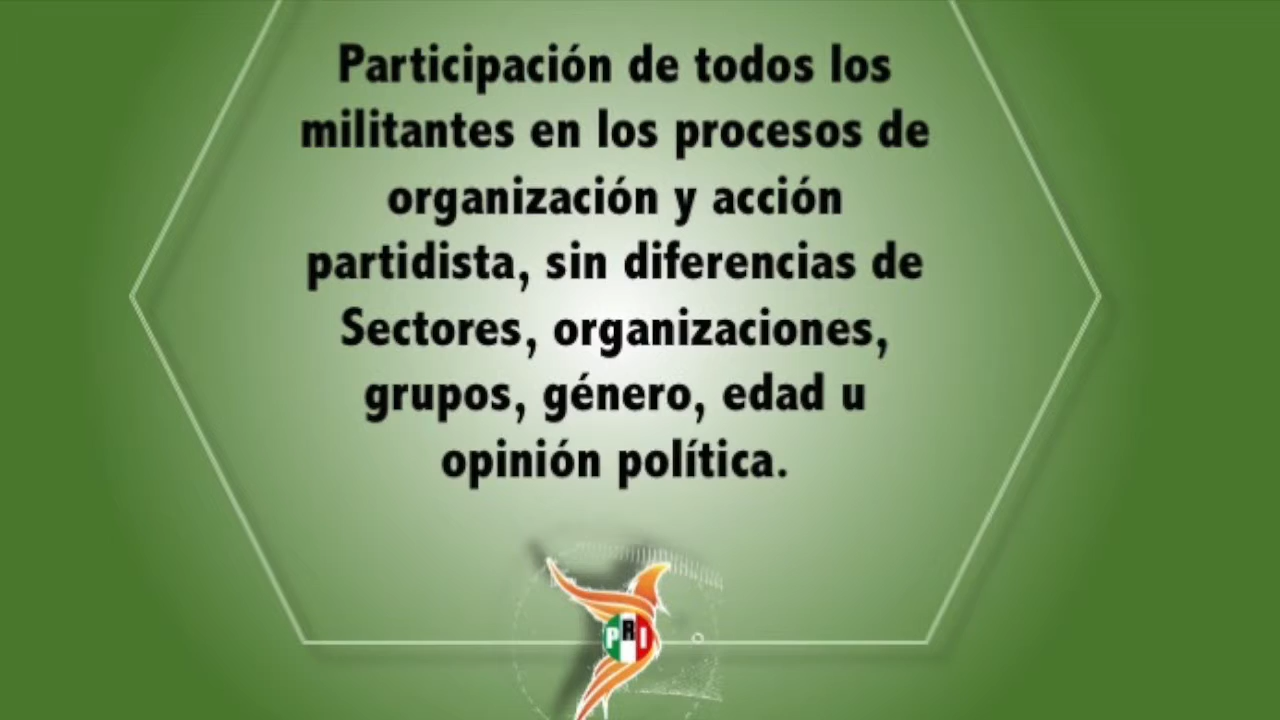 Participación de todos los
militantes en los procesos de
organización y acción
partidista, sin diferencias de
Sectores, organizaciones,
grupos, género, edad u
opinión política.
PRI